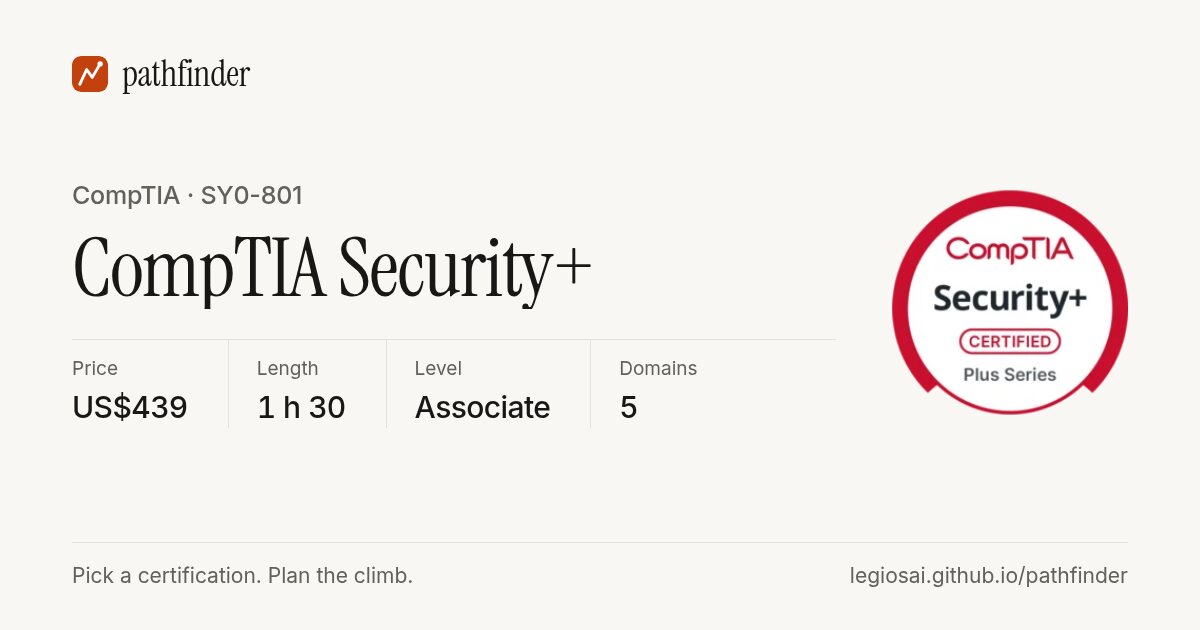 pathfinder
CompTIA · SY0-801
CompTIA Security+
Price
US$439
Length
1 h 30
Level
Associate
Domains
5
CompTIA
Security+
CERTIFIED
Plus Series
Pick a certification. Plan the climb.
legiosai.github.io/pathfinder